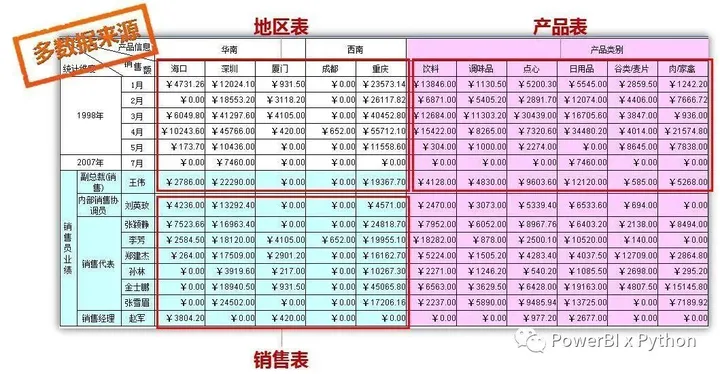 地区表 产品表
多数据来源
产品信息 华南 西南 产品类别
销售额
统计维度 海口 深圳 厦门 成都 重庆 饮料 调味品 点心 日用品 谷类/麦片 肉/家禽
1998年 1月 ￥4731.26 ￥12024.10 ￥931.50 ￥0.00 ￥23573.14 ￥13846.00 ￥1130.50 ￥5200.30 ￥5545.00 ￥2859.50 ￥1242.20
2月 ￥0.00 ￥18553.20 ￥3118.20 ￥0.00 ￥26117.82 ￥6871.00 ￥5405.20 ￥2891.70 ￥12074.00 ￥4406.00 ￥7666.72
3月 ￥6049.80 ￥41297.60 ￥4105.00 ￥0.00 ￥40452.80 ￥12684.00 ￥11303.20 ￥30439.00 ￥16705.60 ￥3847.00 ￥936.00
4月 ￥10243.60 ￥45766.00 ￥420.00 ￥652.00 ￥55712.10 ￥15422.00 ￥8265.00 ￥7320.60 ￥34480.20 ￥4014.00 ￥21574.80
5月 ￥173.70 ￥10436.00 ￥0.00 ￥0.00 ￥11558.60 ￥304.00 ￥1000.00 ￥2274.00 ￥0.00 ￥8645.00 ￥7838.00
2007年 7月 ￥0.00 ￥7460.00 ￥0.00 ￥0.00 ￥0.00 ￥0.00 ￥0.00 ￥0.00 ￥7460.00 ￥0.00 ￥0.00
销售员业绩 副总裁(销售) 王伟 ￥2786.00 ￥22290.00 ￥0.00 ￥0.00 ￥19367.70 ￥4128.00 ￥4830.00 ￥9603.60 ￥12120.00 ￥585.00 ￥5268.00
内部销售协调员 刘英玫 ￥4236.00 ￥13392.40 ￥0.00 ￥0.00 ￥4571.00 ￥2470.00 ￥3073.00 ￥5339.40 ￥6533.60 ￥694.00 ￥0.00
销售代表 张颖静 ￥7523.66 ￥16963.40 ￥0.00 ￥0.00 ￥24818.70 ￥7952.00 ￥6052.00 ￥8967.76 ￥6403.20 ￥2138.00 ￥8494.00
李芳 ￥2584.50 ￥18120.00 ￥4105.00 ￥652.00 ￥19955.10 ￥18282.00 ￥878.00 ￥2500.10 ￥10520.00 ￥140.00 ￥0.00
郑建杰 ￥264.00 ￥17509.00 ￥2901.20 ￥0.00 ￥16162.70 ￥5224.00 ￥1505.20 ￥4283.40 ￥4037.50 ￥12709.00 ￥2864.80
孙林 ￥0.00 ￥3919.60 ￥217.00 ￥0.00 ￥10267.30 ￥2271.00 ￥1246.20 ￥540.20 ￥1085.50 ￥2698.00 ￥295.20
金士鹏 ￥0.00 ￥18940.50 ￥931.50 ￥0.00 ￥45065.80 ￥6563.00 ￥3629.50 ￥6428.00 ￥19163.00 ￥4807.50 ￥15145.80
张雪眉 ￥0.00 ￥24502.00 ￥0.00 ￥0.00 ￥17206.16 ￥2237.00 ￥5890.00 ￥9485.94 ￥13725.00 ￥0.00 ￥7189.92
销售经理 赵军 ￥3804.20 ￥0.00 ￥420.00 ￥0.00 ￥0.00 ￥0.00 ￥0.00 ￥977.20 ￥2677.00 ￥0.00
销售表
PowerBI x Python